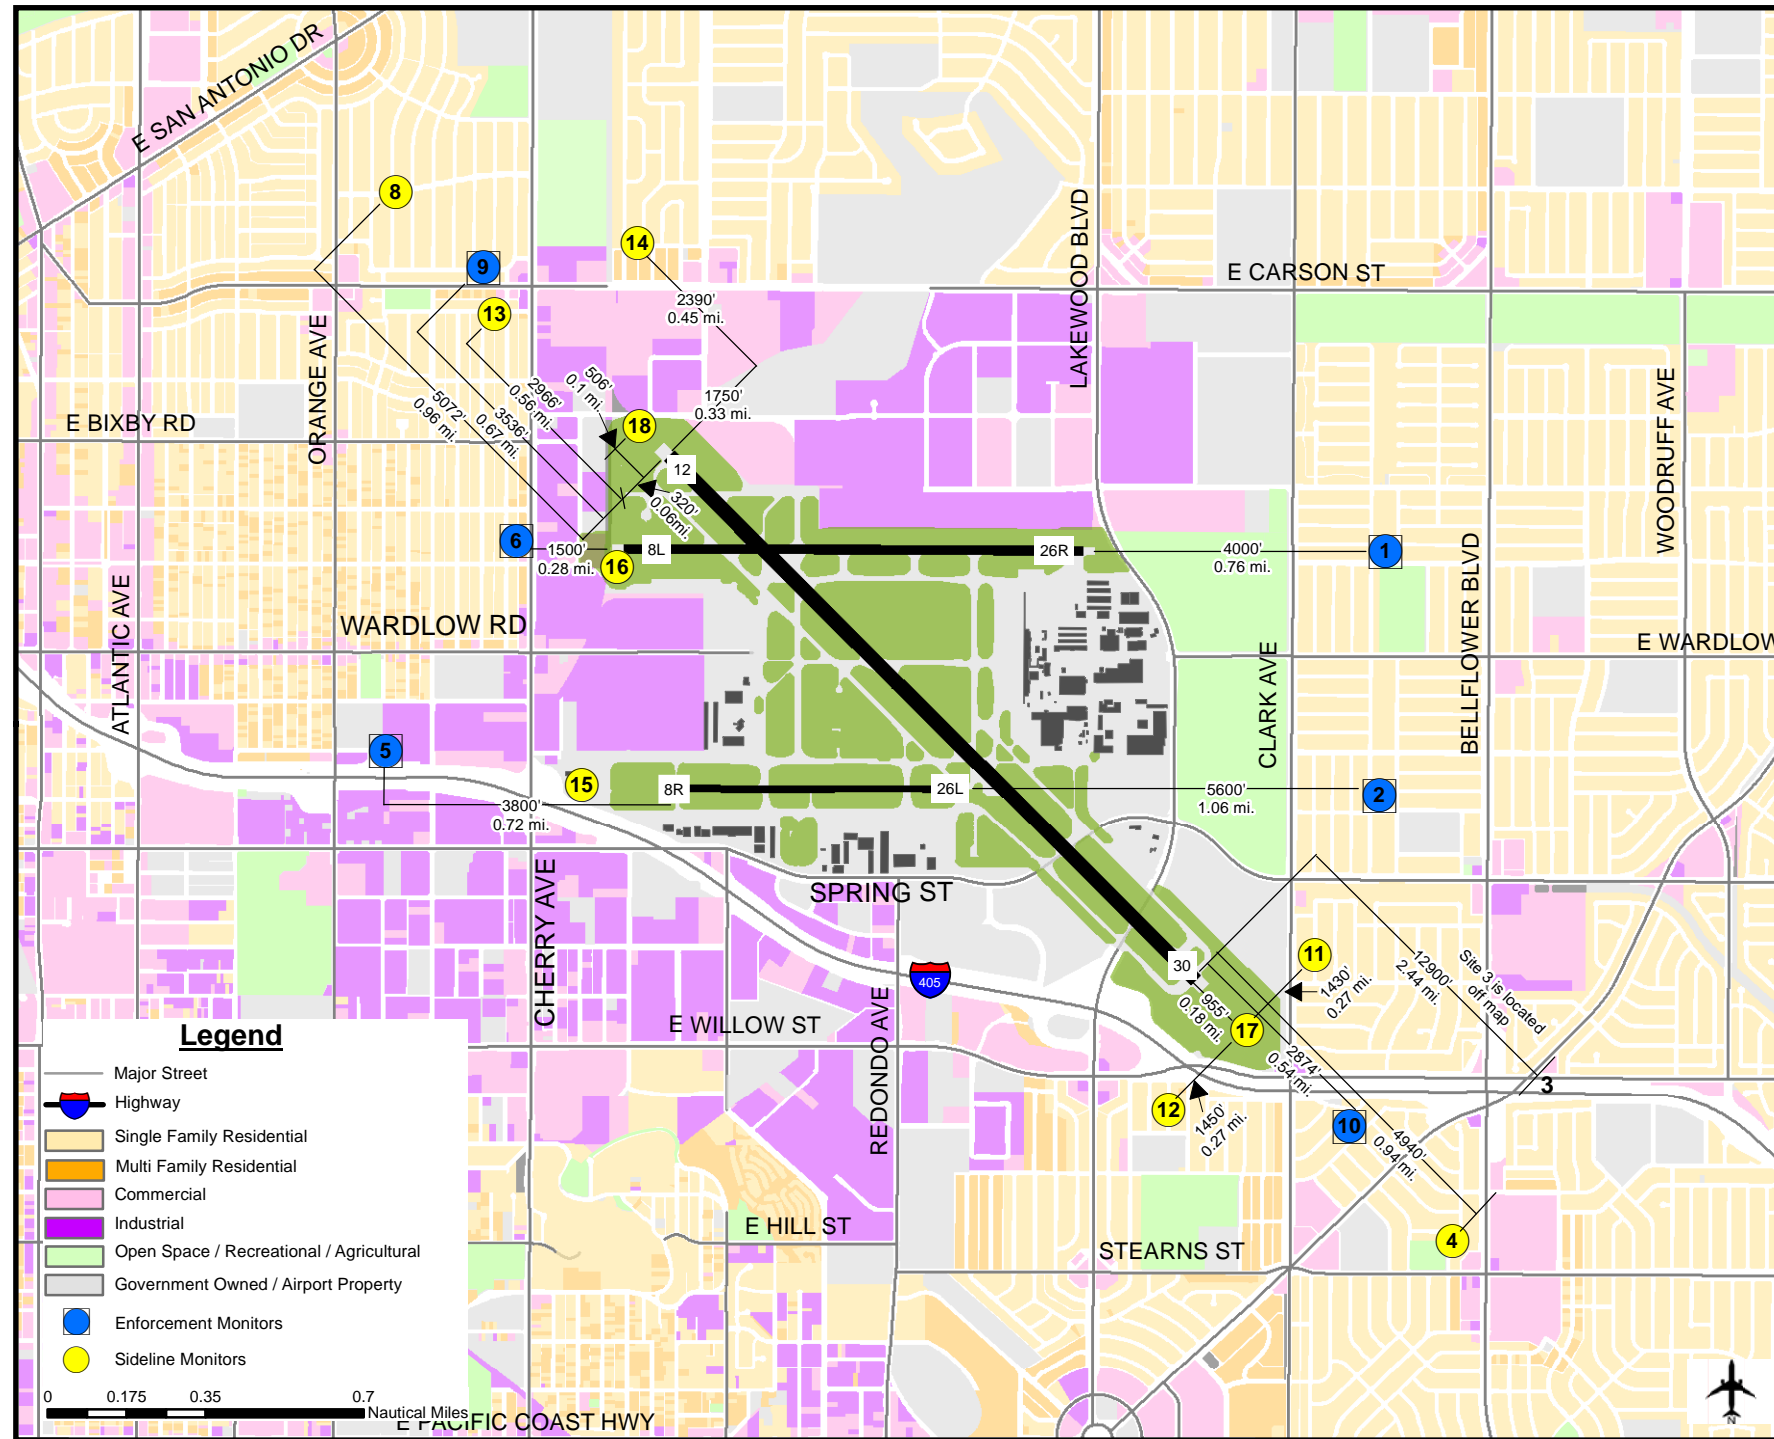 E SAN ANTONIO DR
8
9
14
13
E CARSON ST
LAKEWOOD BLVD
2390'
0.45 mi.
ORANGE AVE
506'
0.1 mi.
2966'
0.56 mi.
1750'
0.33 mi.
5072'
0.96 mi.
3536'
0.67 mi.
E BIXBY RD
18
12
WOODRUFF AVE
320'
0.06mi.
6
1500'
0.28 mi.
8L
16
26R
4000'
0.76 mi.
1
ATLANTIC AVE
WARDLOW RD
BELLFLOWER BLVD
CLARK AVE
E WARDLOW
5
15
8R
26L
3800'
0.72 mi.
5600'
1.06 mi.
2
CHERRY AVE
SPRING ST
405
REDONDO AVE
E WILLOW ST
30
11
955'
0.18 mi.
17
1430'
0.27 mi.
12900'
2.44 mi.
Site 3 is located
off map
3
2874'
0.54 mi.
12
1450'
0.27 mi.
10
4940'
0.94 mi.
4
E HILL ST
STEARNS ST
Legend
Major Street
Highway
Single Family Residential
Multi Family Residential
Commercial
Industrial
Open Space / Recreational / Agricultural
Government Owned / Airport Property
Enforcement Monitors
Sideline Monitors
0 0.175 0.35 0.7
Nautical Miles
E PACIFIC COAST HWY
N